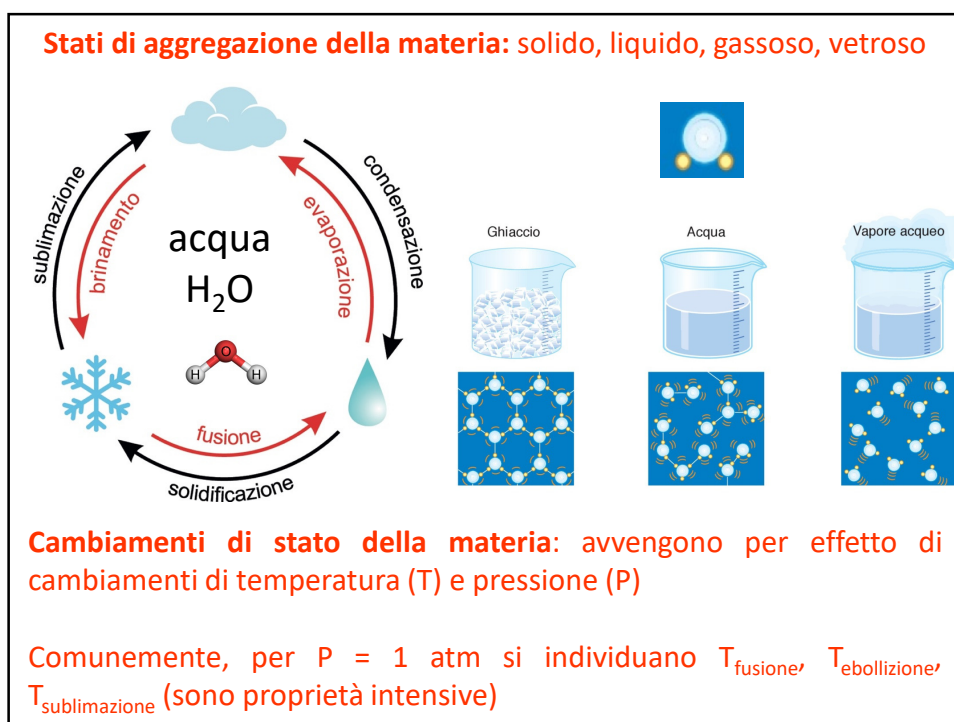 Stati di aggregazione della materia: solido, liquido, gassoso, vetroso
sublimazione
brinamento
evaporazione
condensazione
acqua
H₂O
O
H H
fusione
solidificazione
Ghiaccio
Acqua
Vapore acqueo
Cambiamenti di stato della materia: avvengono per effetto di
cambiamenti di temperatura (T) e pressione (P)
Comunemente, per P = 1 atm si individuano Tfusione, Tebollizione,
Tsublimazione (sono proprietà intensive)